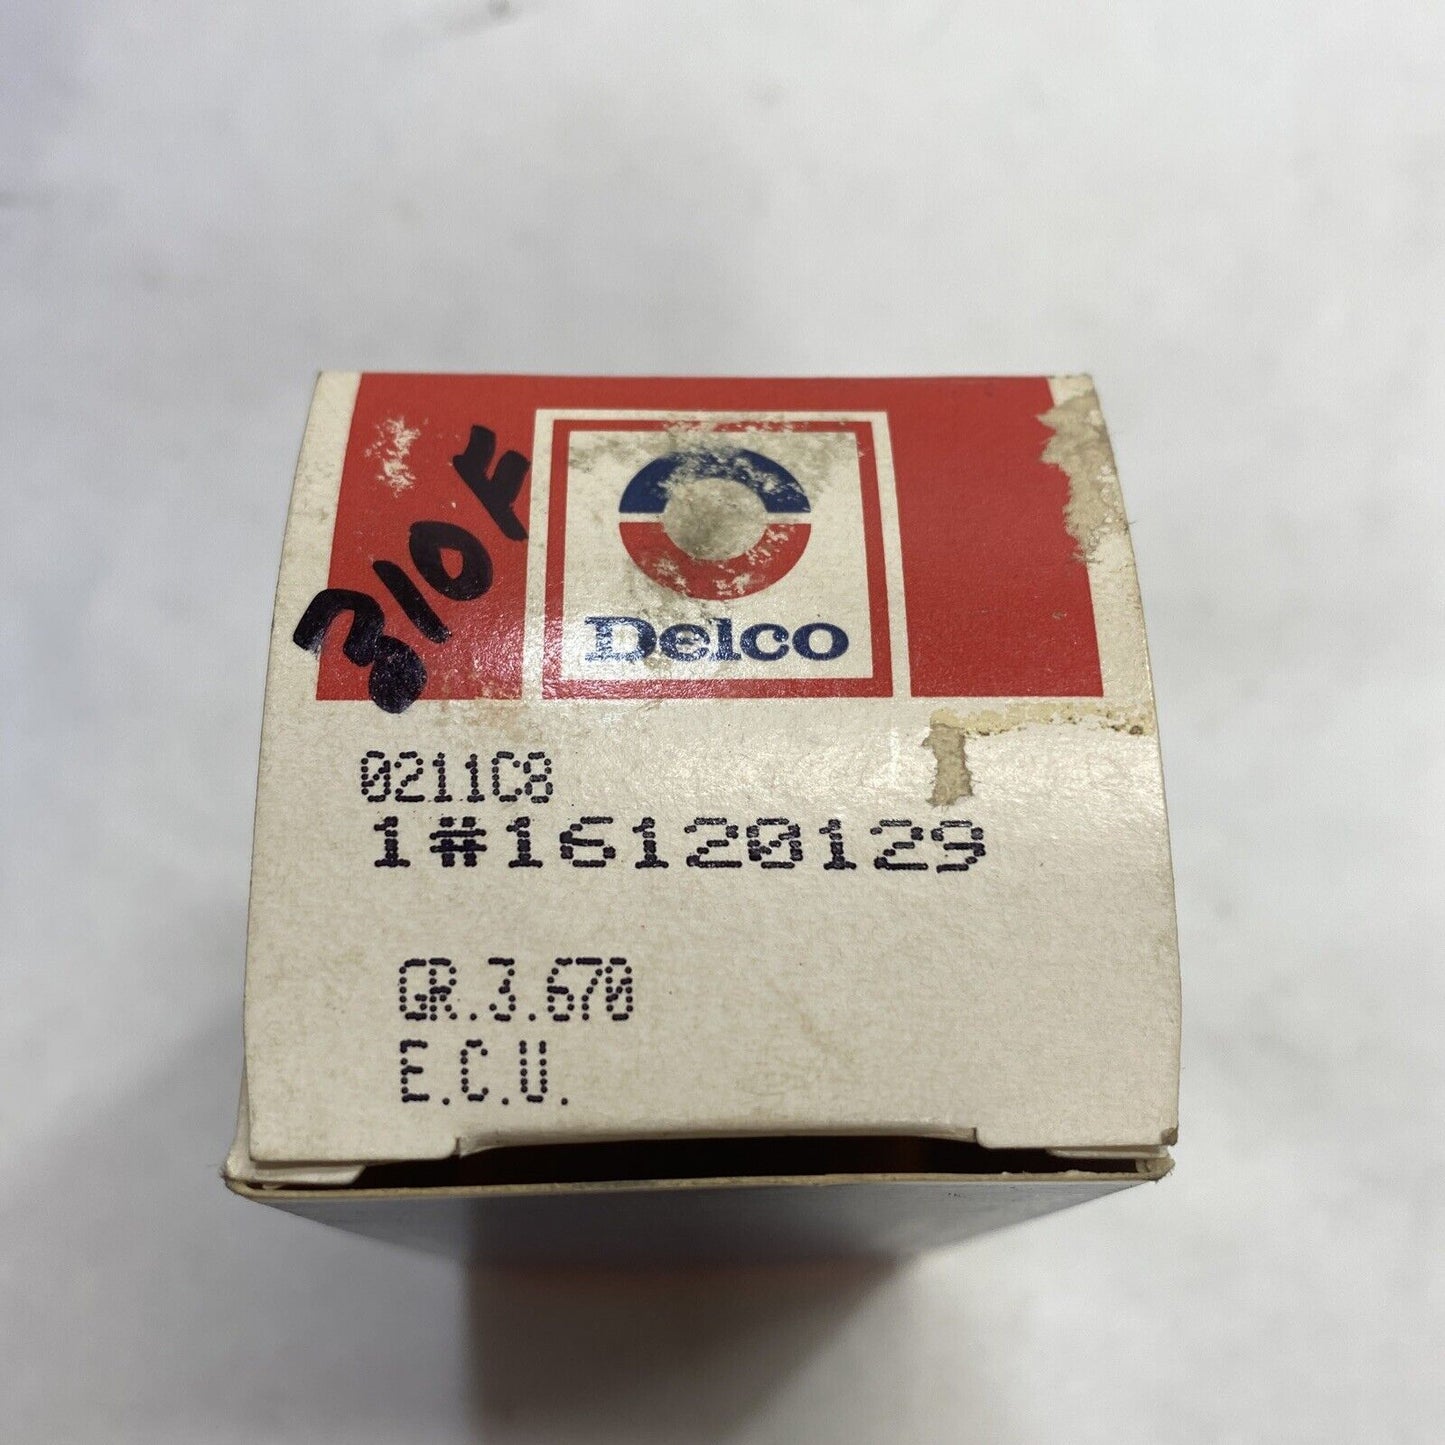 310F
Delco
0211C8
1#16120129
GR.3.670
E.C.U.